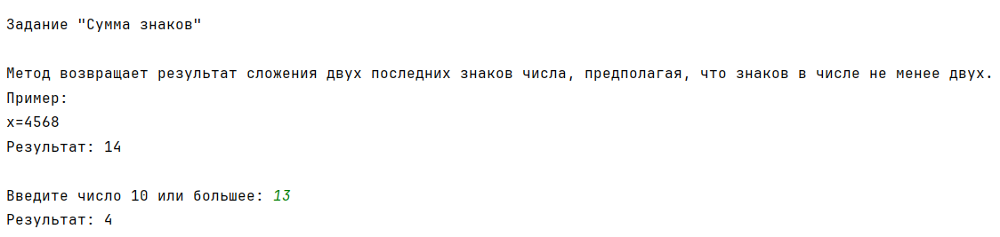 Задание "Сумма знаков"
Метод возвращает результат сложения двух последних знаков числа, предполагая, что знаков в числе не менее двух.
Пример:
x=4568
Результат: 14
Введите число 10 или большее: 13
Результат: 4